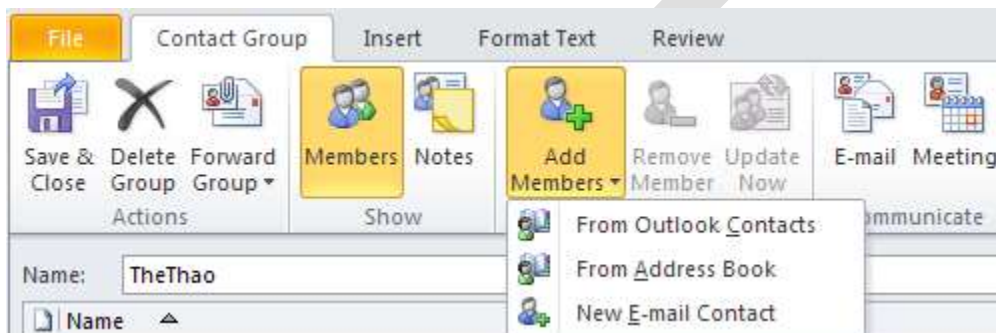 File Contact Group Insert Format Text Review
Save & Close Delete Group Forward Group Members Notes Add Members Remove Member Update Now E-mail Meeting
Actions Show
From Outlook Contacts
From Address Book
New E-mail Contact
Name: TheThao
Name